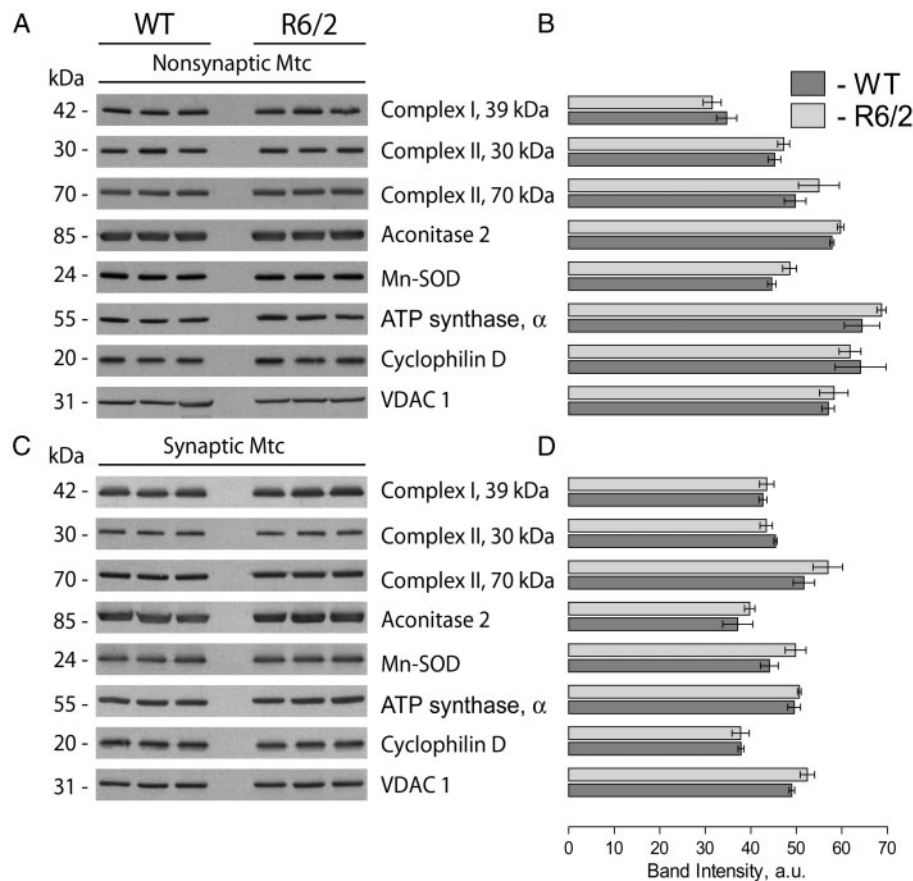 A WT R6/2 B
kDa Nonsynaptic Mtc
- WT
- R6/2
42 - Complex I, 39 kDa
30 - Complex II, 30 kDa
70 - Complex II, 70 kDa
85 - Aconitase 2
24 - Mn-SOD
55 - ATP synthase, α
20 - Cyclophilin D
31 - VDAC 1
C kDa Synaptic Mtc D
42 - Complex I, 39 kDa
30 - Complex II, 30 kDa
70 - Complex II, 70 kDa
85 - Aconitase 2
24 - Mn-SOD
55 - ATP synthase, α
20 - Cyclophilin D
31 - VDAC 1
0 10 20 30 40 50 60 70
Band Intensity, a.u.